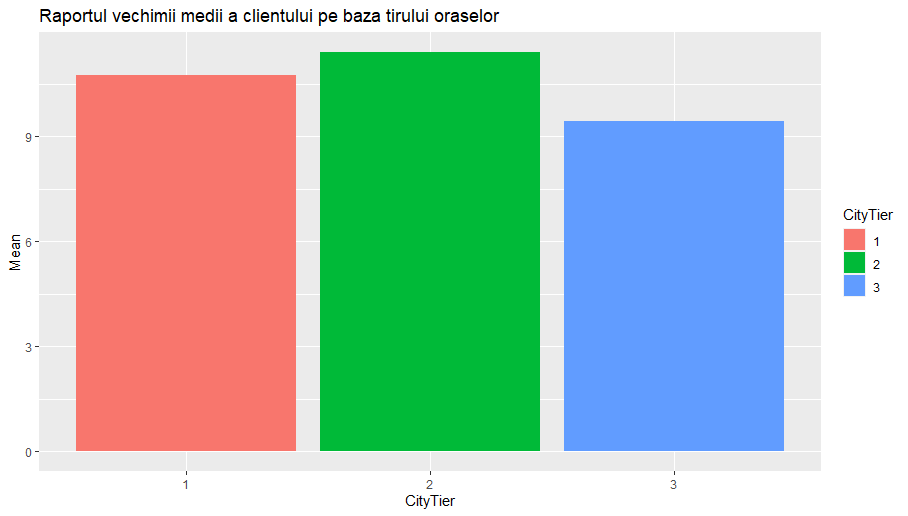 Raportul vechimii medii a clientului pe baza tirului oraselor
Mean
9
6
3
0
1
2
3
CityTier
CityTier
1
2
3